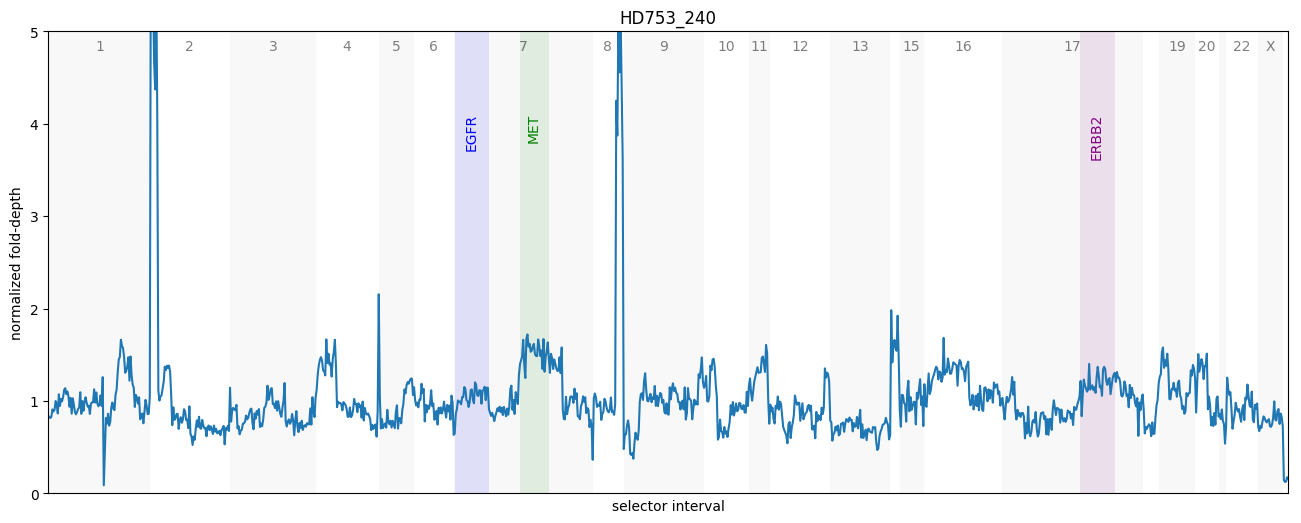 HD753_240
5
1 2 3 4 5 6 7 8 9 10 11 12 13 15 16 17 19 20 22 X
4
EGFR
MET
ERBB2
3
normalized fold-depth
2
1
0
selector interval